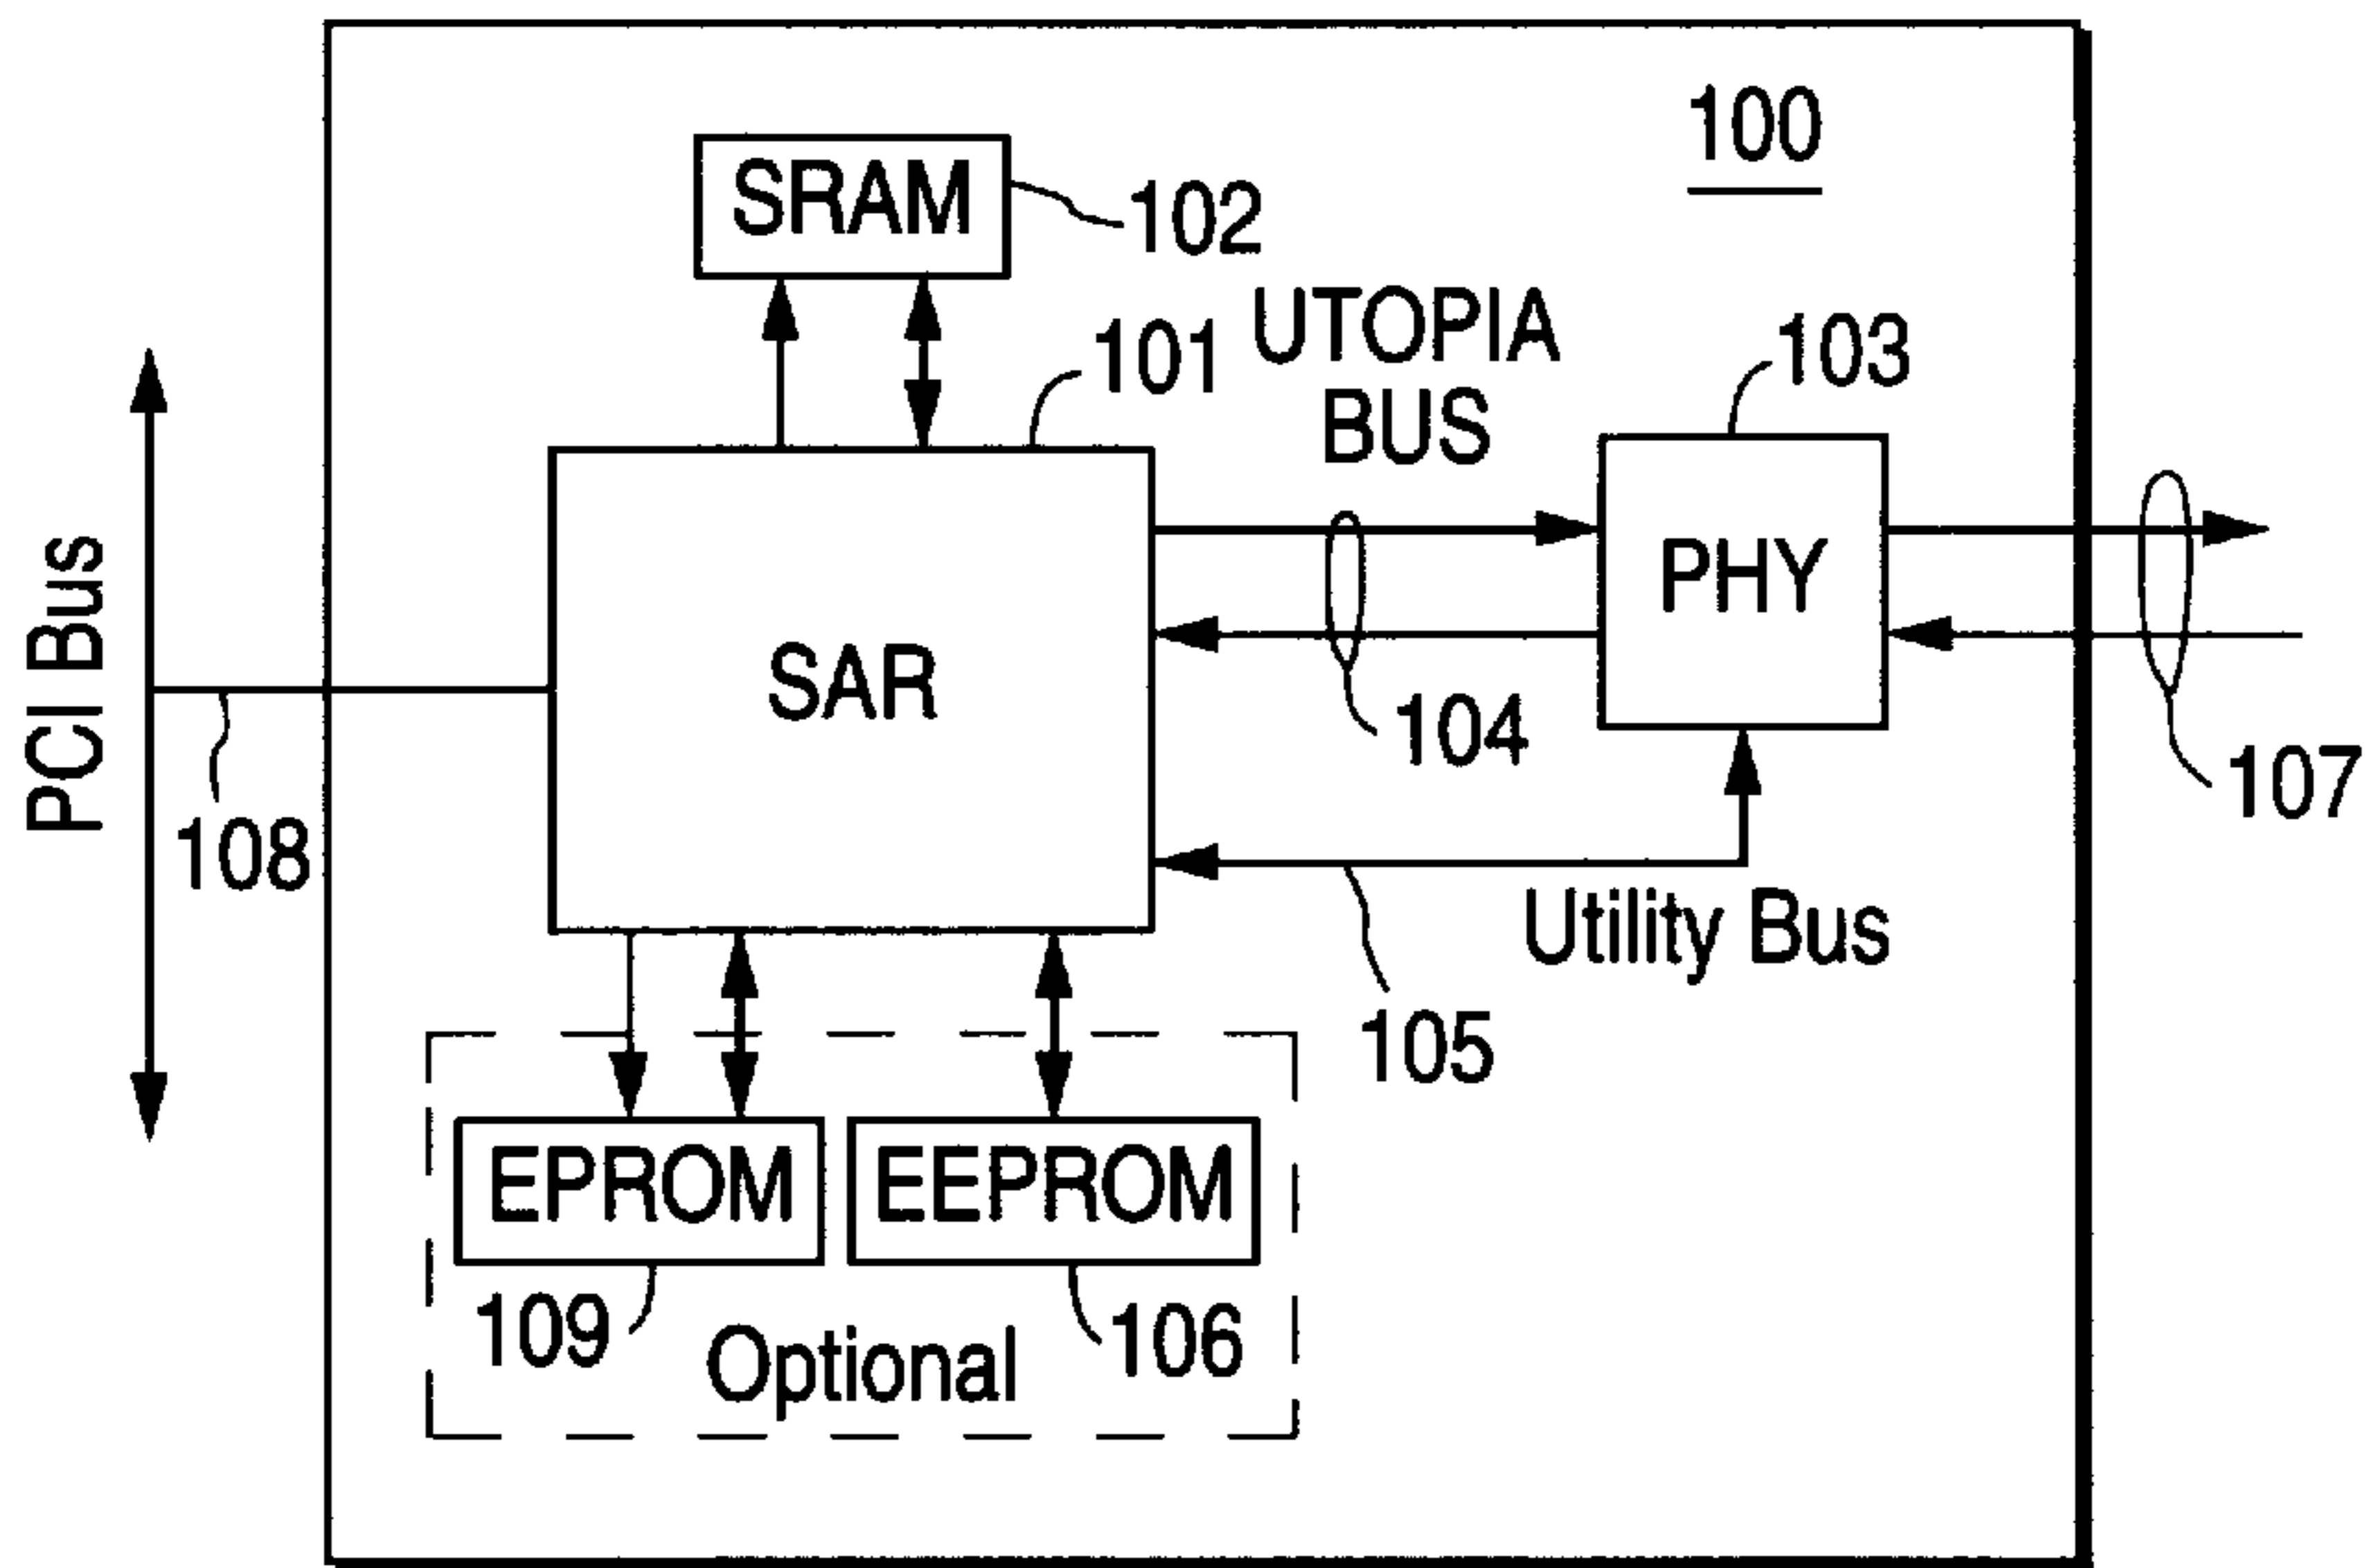 100
SRAM
102
UTOPIA
BUS
101
103
SAR
PHY
104
107
PCI Bus
108
Utility Bus
105
EPROM
EEPROM
109
106
Optional